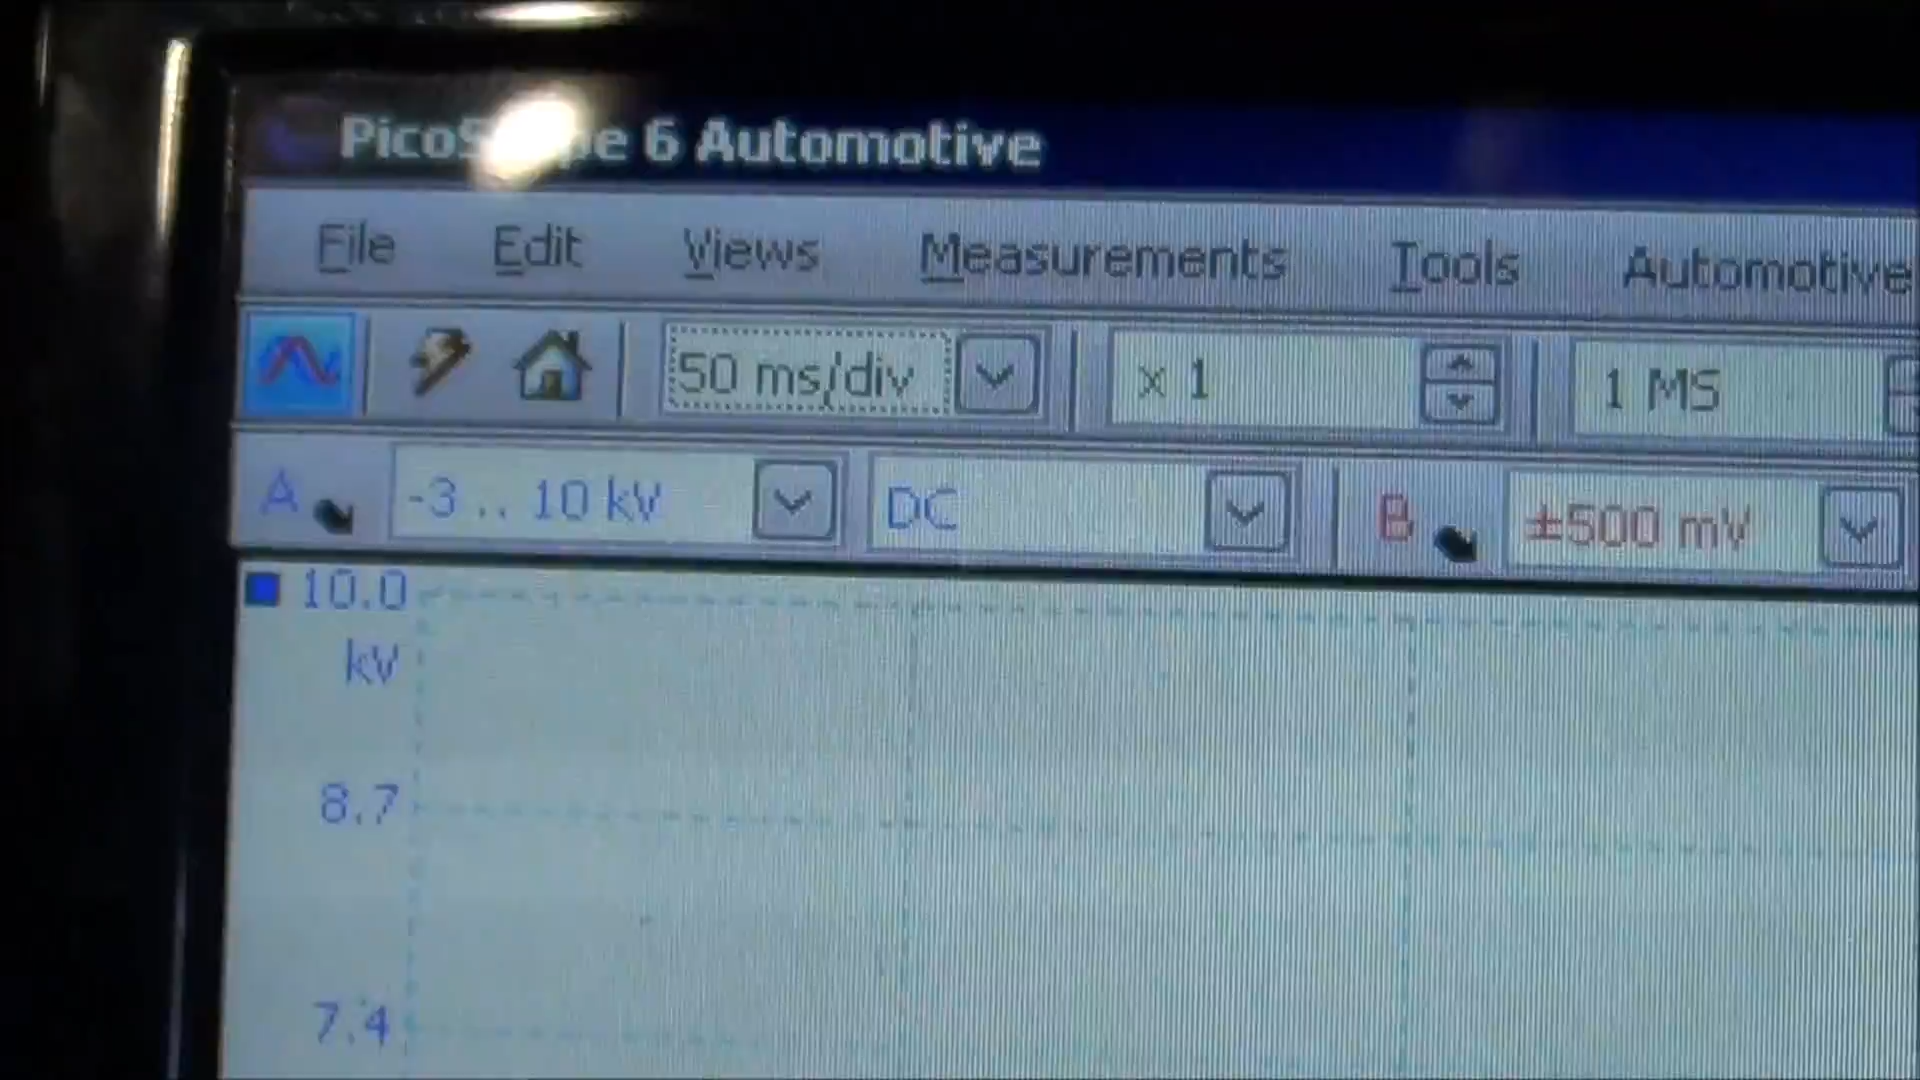 PicoScope 6 Automotive
File Edit Views Measurements Tools Automotive
50 ms/div x 1 1 MS
A -3 .. 10 kV DC B ±500 mV
10.0
kV
8.7
7.4